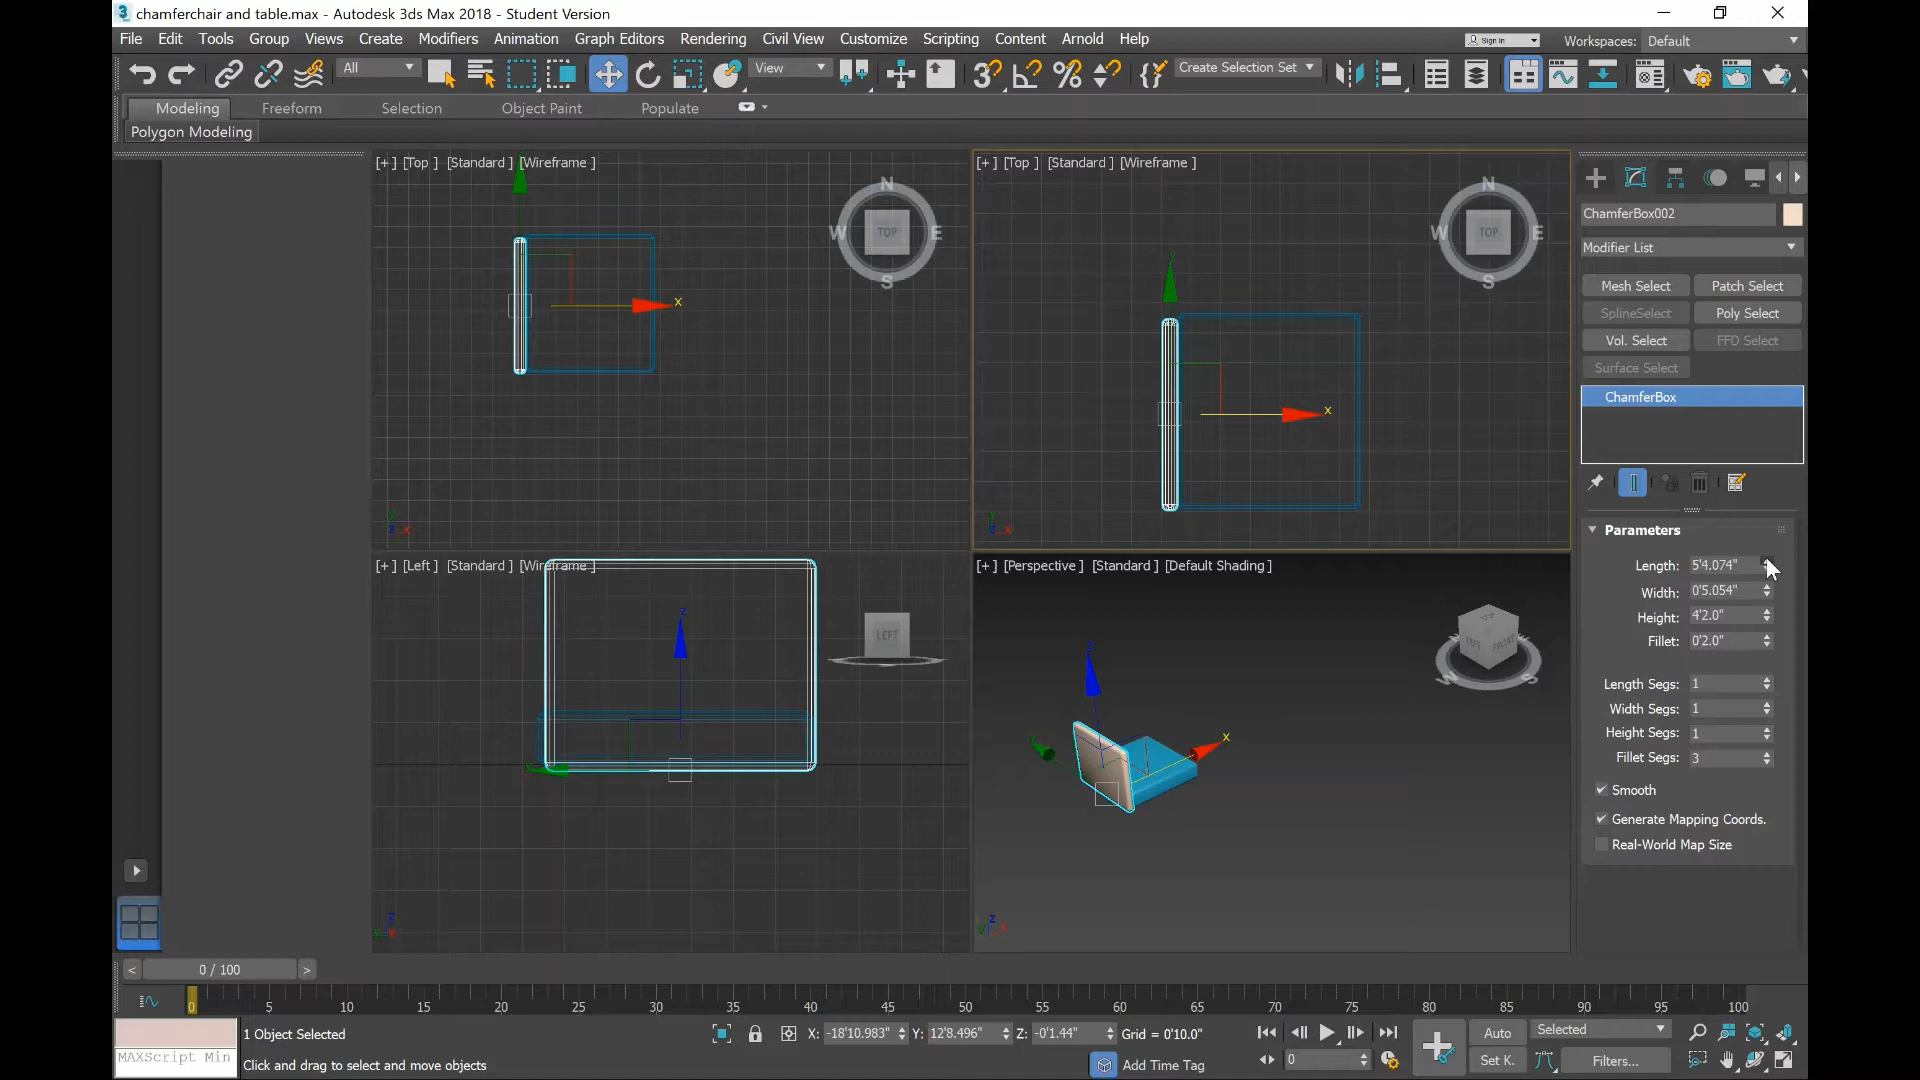 chamferchair and table.max - Autodesk 3ds Max 2018 - Student Version
File Edit Tools Group Views Create Modifiers Animation Graph Editors Rendering Civil View Customize Scripting Content Arnold Help
Sign In Workspaces: Default
All View Create Selection Set
Modeling Freeform Selection Object Paint Populate
Polygon Modeling
[+] [Top ] [Standard ] [Wireframe ]
[+] [Top ] [Standard ] [Wireframe ]
N
W TOP E
S
x
y
N
W TOP E
S
x
y x
z
y x
z
ChamferBox002
Modifier List
Mesh Select Patch Select
SplineSelect Poly Select
Vol. Select FFD Select
Surface Select
ChamferBox
Parameters
Length: 5'4.074"
Width: 0'5.054"
Height: 4'2.0"
Fillet: 0'2.0"
Length Segs: 1
Width Segs: 1
Height Segs: 1
Fillet Segs: 3
Smooth
Generate Mapping Coords.
Real-World Map Size
[+] [Left ] [Standard ] [Wireframe ]
[+] [Perspective ] [Standard ] [Default Shading ]
z
LEFT
z
TOP
LEFT FRONT
W S
x
z
z
0 / 100
0 5 10 15 20 25 30 35 40 45 50 55 60 65 70 75 80 85 90 95 100
1 Object Selected X: -18'10.983" Y: 12'8.496" Z: -0'1.44" Grid = 0'10.0" Auto Selected
MAXScript Min Click and drag to select and move objects Add Time Tag 0 Set K. Filters...